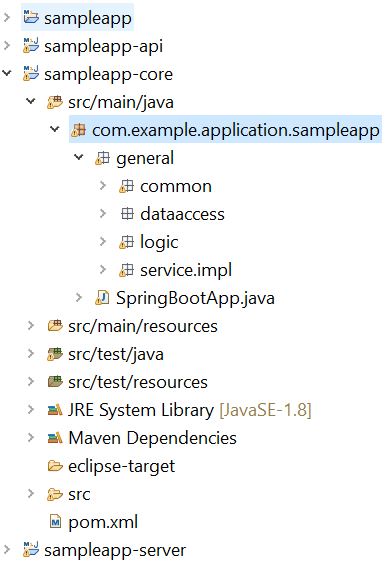 sampleapp
sampleapp-api
sampleapp-core
src/main/java
com.example.application.sampleapp
general
common
dataaccess
logic
service.impl
SpringBootApp.java
src/main/resources
src/test/java
src/test/resources
JRE System Library [JavaSE-1.8]
Maven Dependencies
eclipse-target
src
pom.xml
sampleapp-server